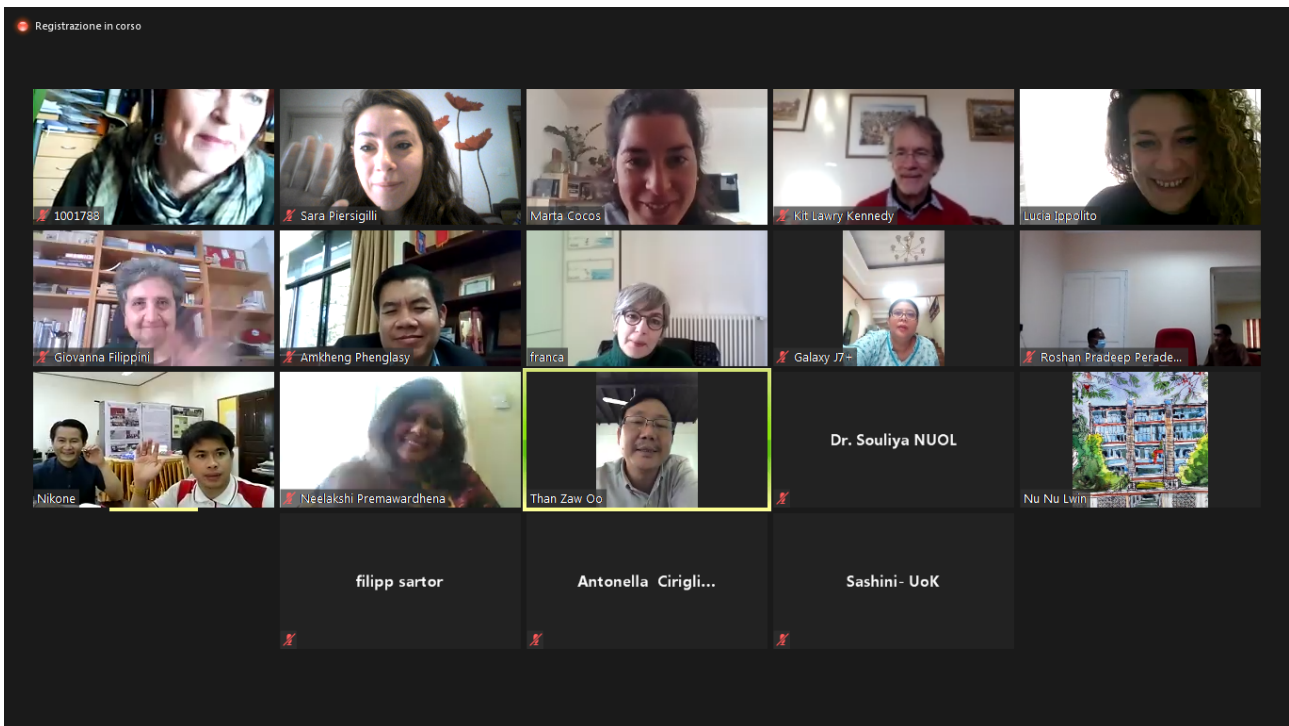 Registrazione in corso
1001788
Sara Piersigilli
Marta Cocos
Kit Lawry Kennedy
Lucia Ippolito
Giovanna Filippini
Amkheng Phenglasy
franca
Galaxy J7+
Roshan Pradeep Perade...
Nikone
Neelakshi Premawardhena
Than Zaw Oo
Dr. Souliya NUOL
Nu Nu Lwin
filipp sartor
Antonella Cirigli...
Sashini- UoK